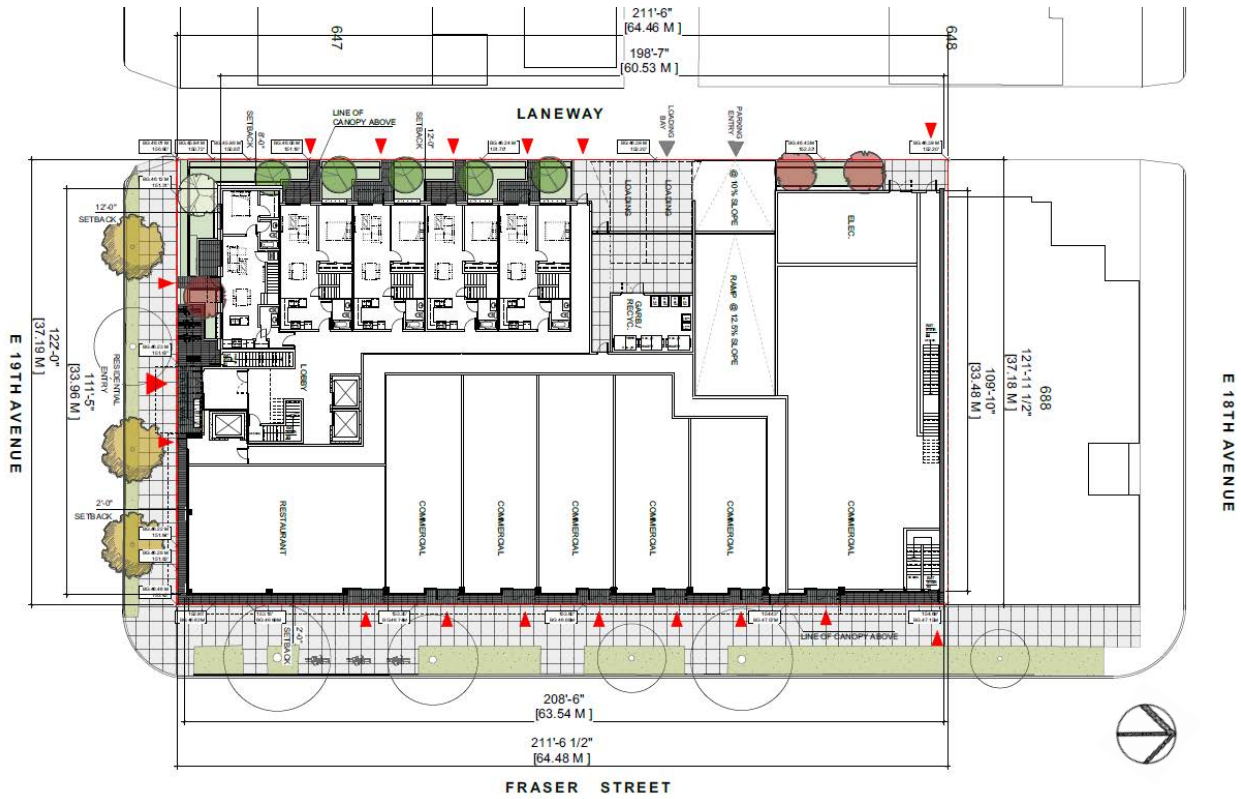 211'-6"
[64.46 M ]
647
648
198'-7"
[60.53 M ]
LANEWAY
LINE OF
CANOPY ABOVE
8'-0"
SETBACK
12'-0"
SETBACK
LOADING
BAY
PARKING
ENTRY
12'-0"
SETBACK
LOADING
LOADING
@ 10% SLOPE
ELEC.
RAMP @ 12.5% SLOPE
GARB./
RECYC.
E 19TH AVENUE
122'-0"
[37.19 M ]
111'-5"
[33.96 M ]
RESIDENTIAL
ENTRY
LOBBY
109'-10"
[33.48 M ]
121'-11 1/2"
[37.18 M ]
688
E 18TH AVENUE
2'-0"
SETBACK
RESTAURANT
COMMERCIAL
COMMERCIAL
COMMERCIAL
COMMERCIAL
COMMERCIAL
COMMERCIAL
2'-0"
SETBACK
LINE OF CANOPY ABOVE
208'-6"
[63.54 M ]
211'-6 1/2"
[64.48 M ]
FRASER STREET